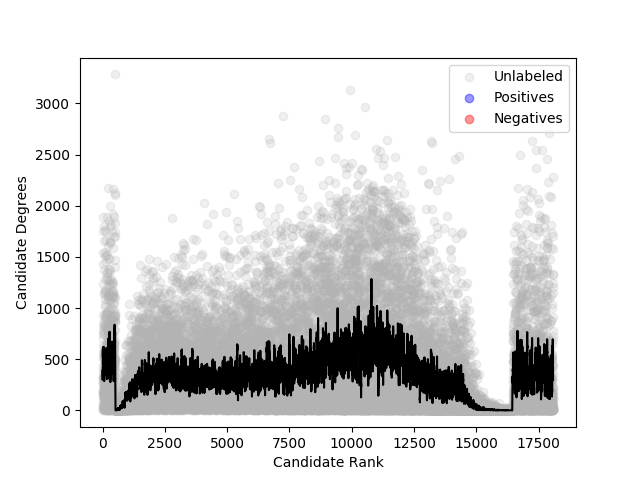 Unlabeled
Positives
Negatives
3000
2500
2000
1500
1000
500
0
Candidate Degrees
0 2500 5000 7500 10000 12500 15000 17500
Candidate Rank